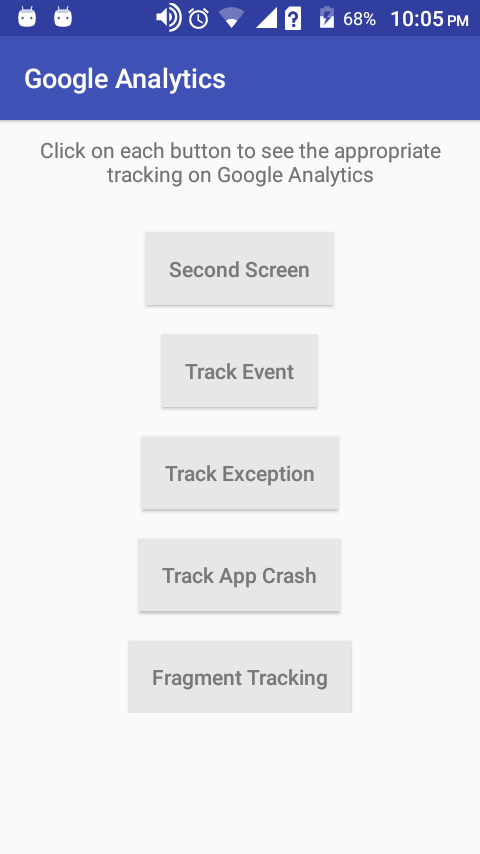 68% 10:05 PM
Google Analytics
Click on each button to see the appropriate
tracking on Google Analytics
Second Screen
Track Event
Track Exception
Track App Crash
Fragment Tracking